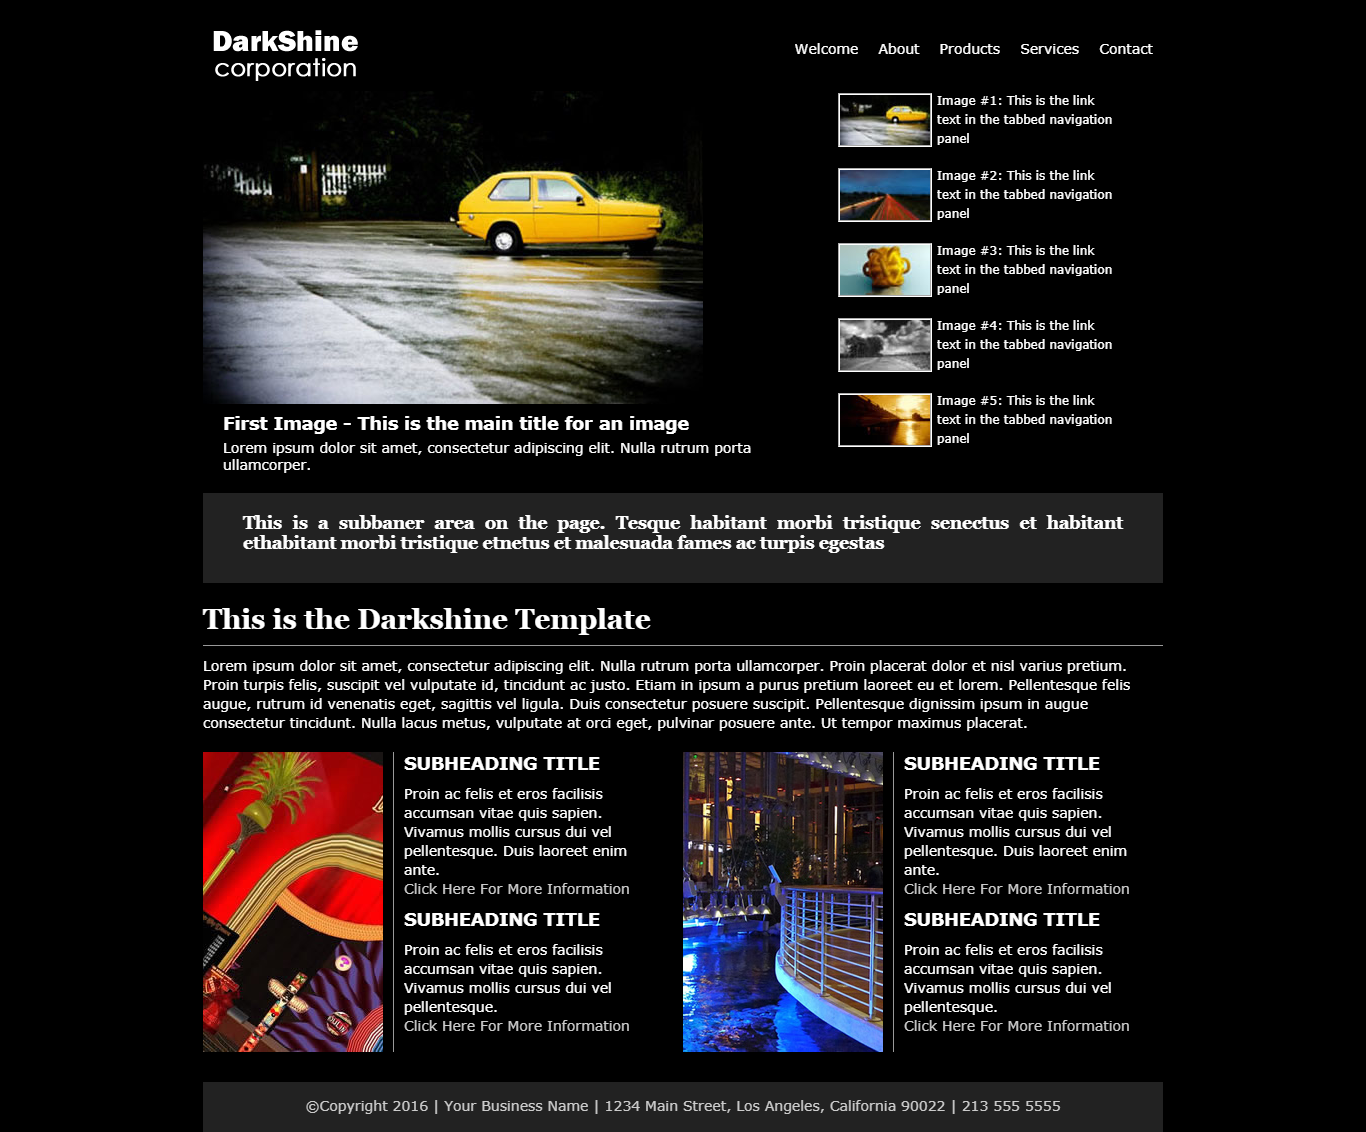 DarkShine
corporation
Welcome About Products Services Contact
Image #1: This is the link
text in the tabbed navigation
panel
Image #2: This is the link
text in the tabbed navigation
panel
Image #3: This is the link
text in the tabbed navigation
panel
Image #4: This is the link
text in the tabbed navigation
panel
Image #5: This is the link
text in the tabbed navigation
panel
First Image - This is the main title for an image
Lorem ipsum dolor sit amet, consectetur adipiscing elit. Nulla rutrum porta
ullamcorper.
This is a subbaner area on the page. Tesque habitant morbi tristique senectus et habitant
ethabitant morbi tristique etnetus et malesuada fames ac turpis egestas
This is the Darkshine Template
Lorem ipsum dolor sit amet, consectetur adipiscing elit. Nulla rutrum porta ullamcorper. Proin placerat dolor et nisl varius pretium.
Proin turpis felis, suscipit vel vulputate id, tincidunt ac justo. Etiam in ipsum a purus pretium laoreet eu et lorem. Pellentesque felis
augue, rutrum id venenatis eget, sagittis vel ligula. Duis consectetur posuere suscipit. Pellentesque dignissim ipsum in augue
consectetur tincidunt. Nulla lacus metus, vulputate at orci eget, pulvinar posuere ante. Ut tempor maximus placerat.
SUBHEADING TITLE
Proin ac felis et eros facilisis
accumsan vitae quis sapien.
Vivamus mollis cursus dui vel
pellentesque. Duis laoreet enim
ante.
Click Here For More Information
SUBHEADING TITLE
Proin ac felis et eros facilisis
accumsan vitae quis sapien.
Vivamus mollis cursus dui vel
pellentesque.
Click Here For More Information
SUBHEADING TITLE
Proin ac felis et eros facilisis
accumsan vitae quis sapien.
Vivamus mollis cursus dui vel
pellentesque. Duis laoreet enim
ante.
Click Here For More Information
SUBHEADING TITLE
Proin ac felis et eros facilisis
accumsan vitae quis sapien.
Vivamus mollis cursus dui vel
pellentesque.
Click Here For More Information
©Copyright 2016 | Your Business Name | 1234 Main Street, Los Angeles, California 90022 | 213 555 5555